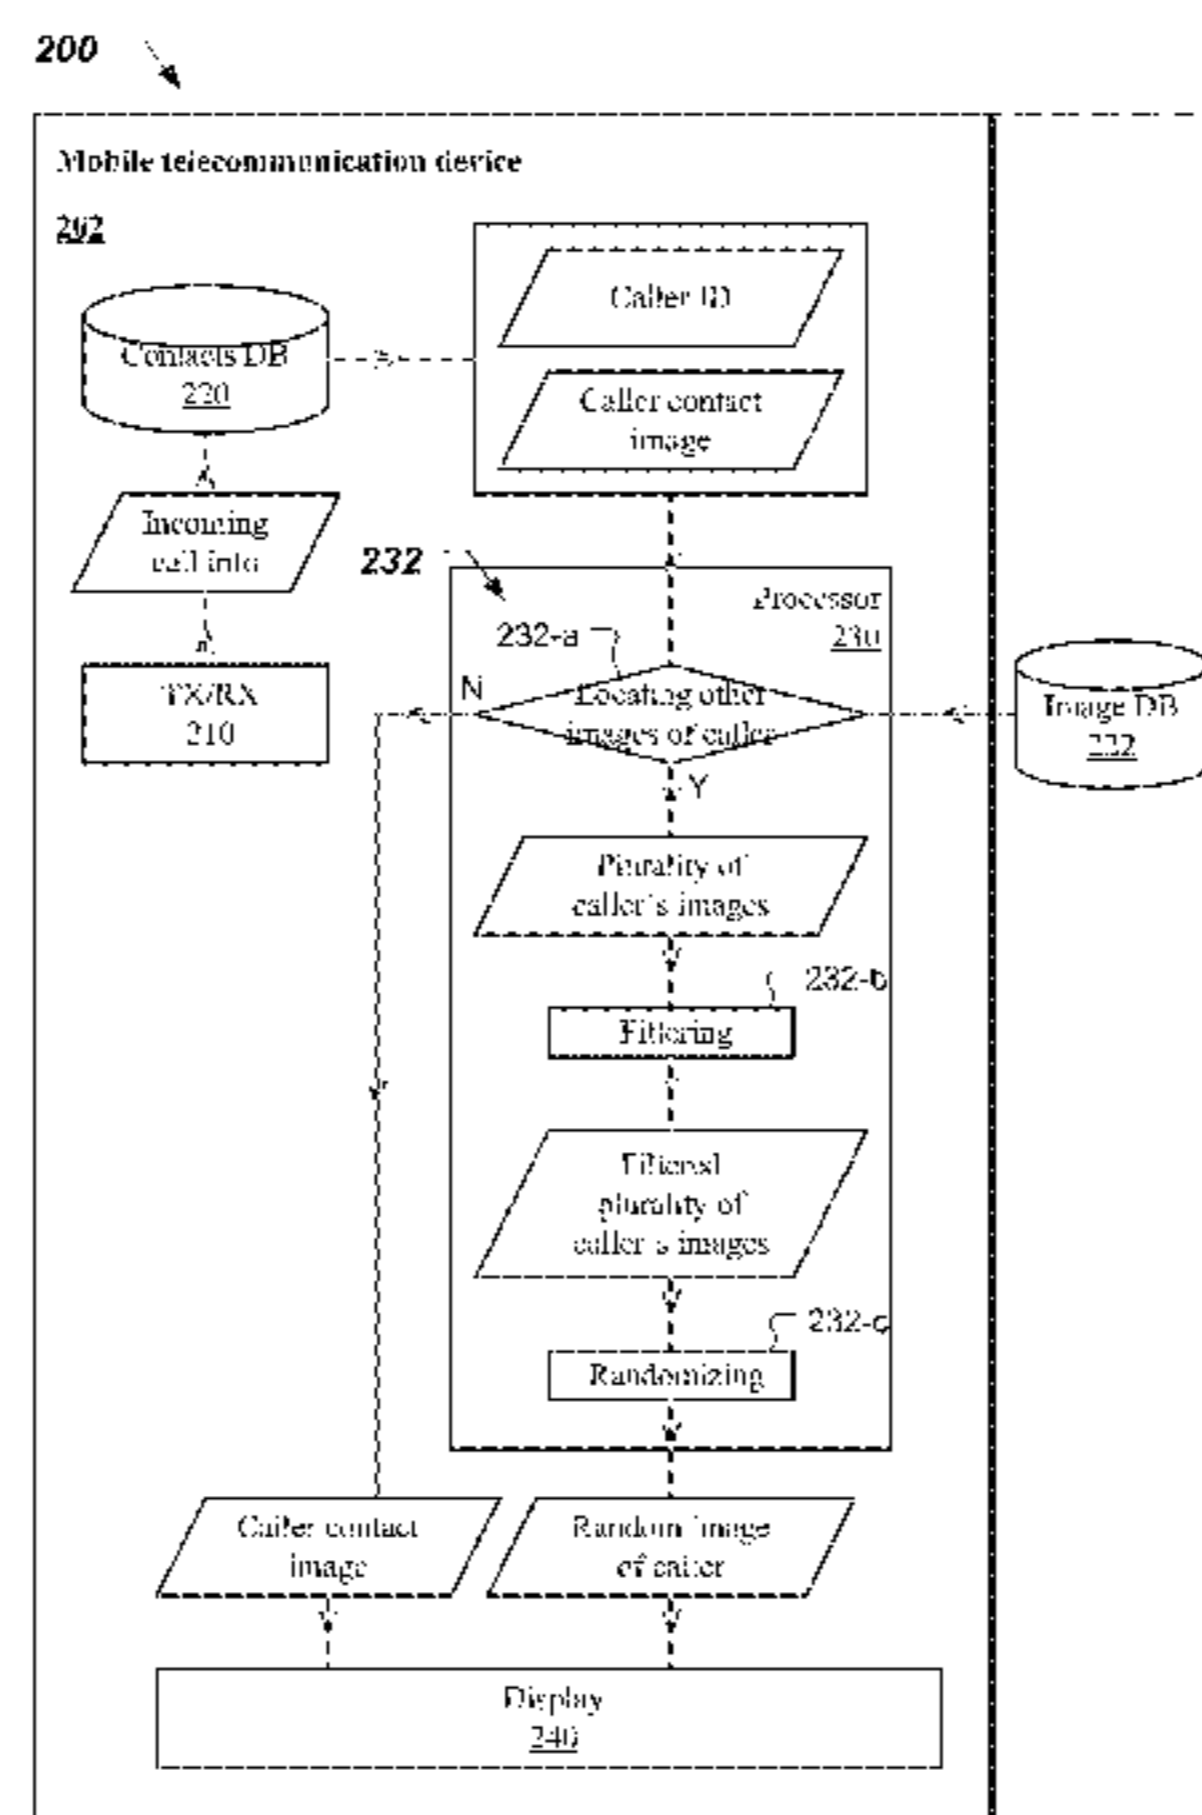 200
Mobile telecommunication device
202
Caller ID
Contacts DB
220
Caller contact
image
Incoming
call info
232
Processor
230
232-a
TX/RX
210
N
Locating other
images of caller
Image DB
222
Y
Plurality of
caller's images
232-b
Filtering
Filtered
plurality of
caller's images
232-c
Randomizing
Caller contact
image
Random image
of caller
Display
240